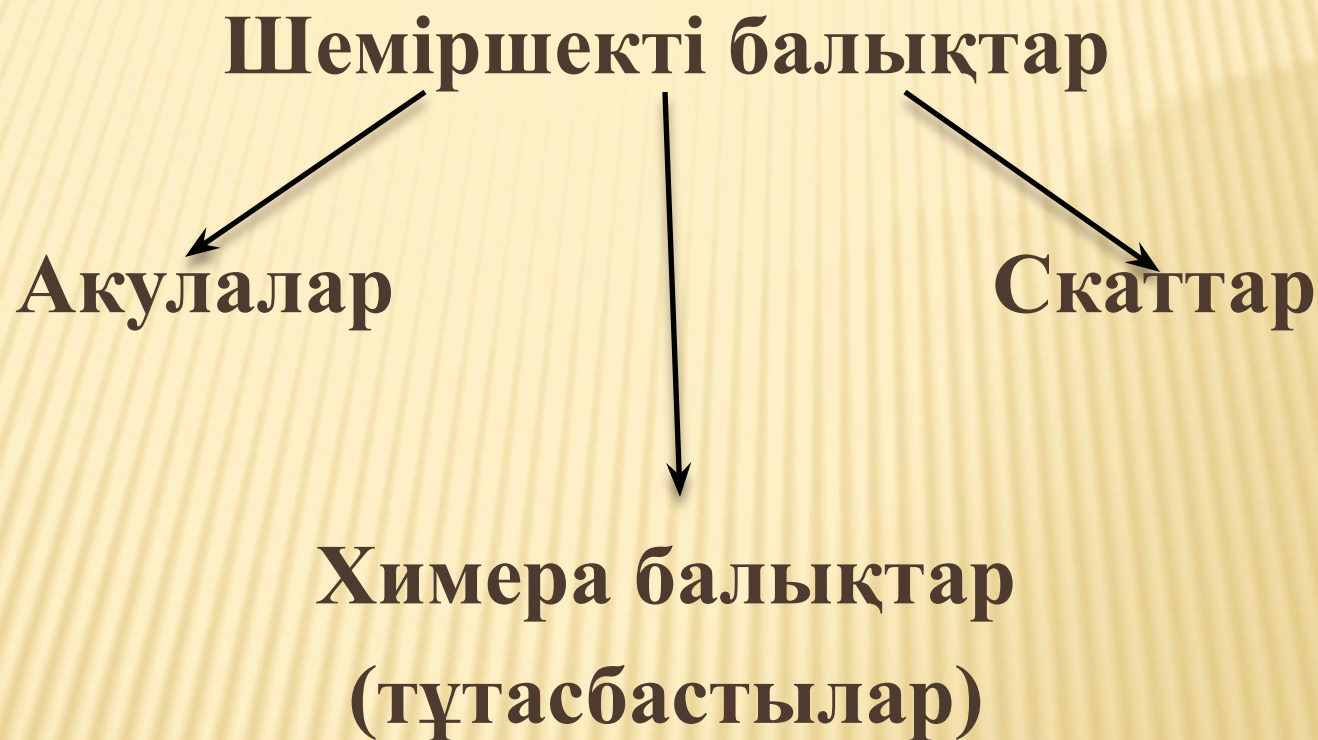 Шеміршекті балықтар
Акулалар
Скаттар
Химера балықтар
(тұтасбастылар)